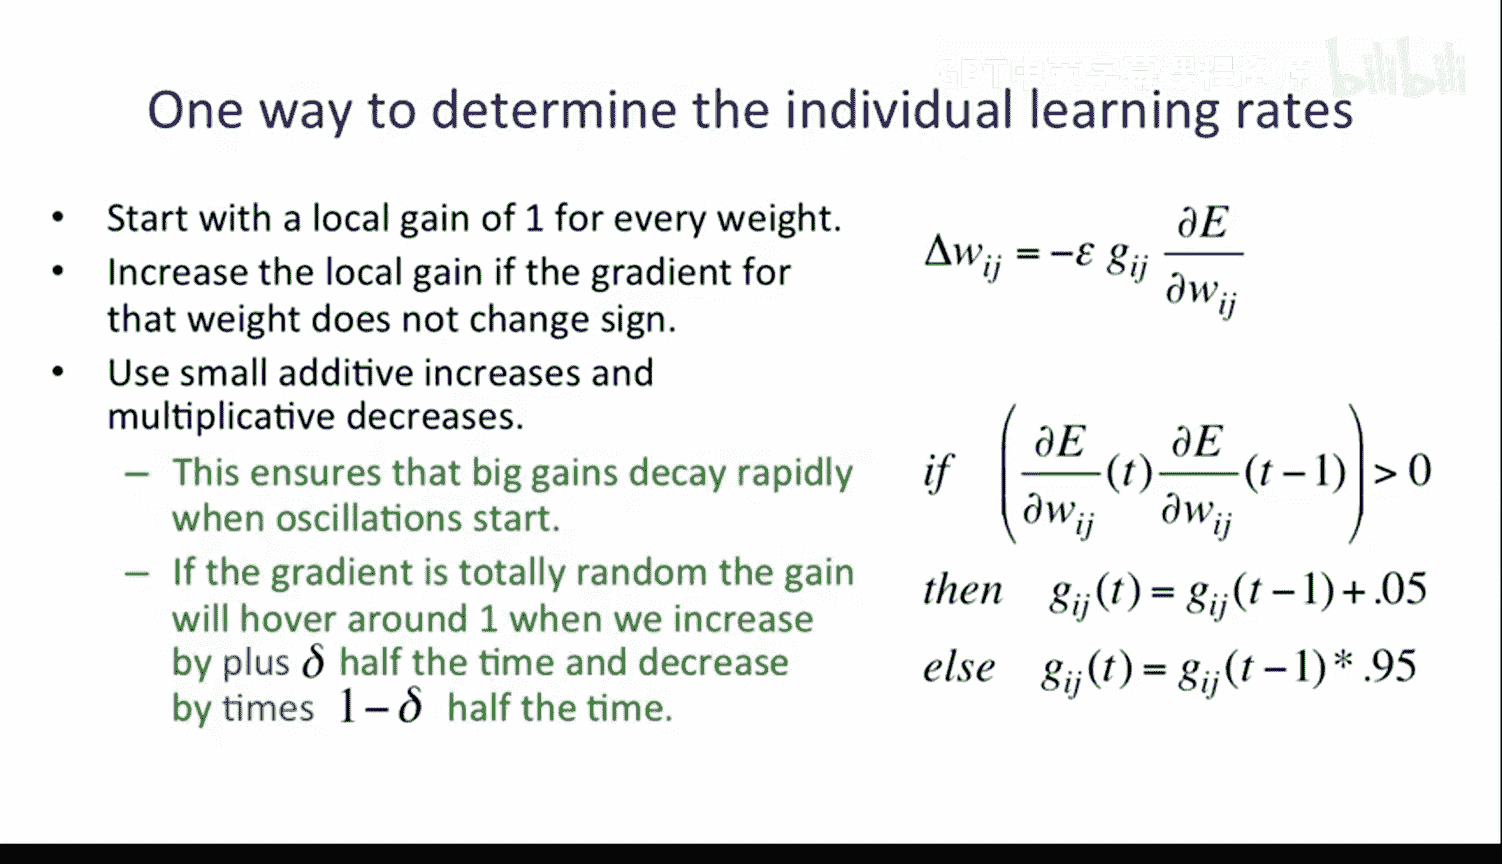 One way to determine the individual learning rates
• Start with a local gain of 1 for every weight.
• Increase the local gain if the gradient for
that weight does not change sign.
• Use small additive increases and
multiplicative decreases.
– This ensures that big gains decay rapidly
when oscillations start.
– If the gradient is totally random the gain
will hover around 1 when we increase
by plus δ half the time and decrease
by times 1−δ half the time.
Δw_ij = −ε g_ij ∂E/∂w_ij
if (∂E/∂w_ij (t) ∂E/∂w_ij (t−1)) > 0
then g_ij(t) = g_ij(t−1) + .05
else g_ij(t) = g_ij(t−1) * .95
bilibili